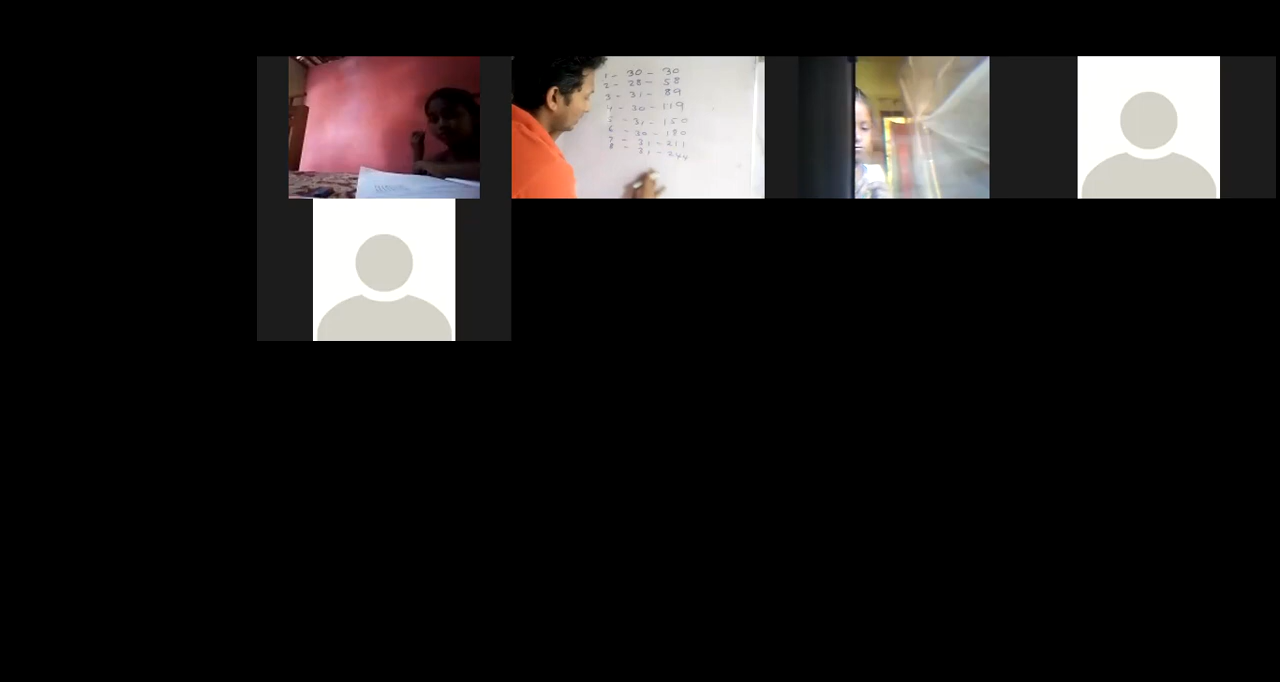 1 - 30 - 30
2 - 28 - 58
3 - 31 - 89
4 - 30 - 119
5 - 31 - 150
6 - 30 - 180
7 - 31 - 211
8 - 31 - 244